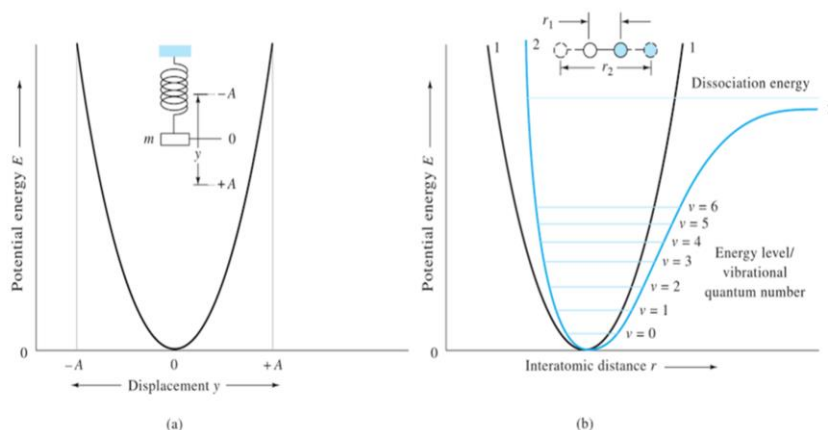 Potential energy E
0
m
y
–A
0
+A
–A
0
+A
Displacement y
(a)
Potential energy E
0
1
2
1
r1
r2
Dissociation energy
v = 6
v = 5
v = 4
v = 3
v = 2
v = 1
v = 0
Energy level/
vibrational
quantum number
Interatomic distance r
(b)